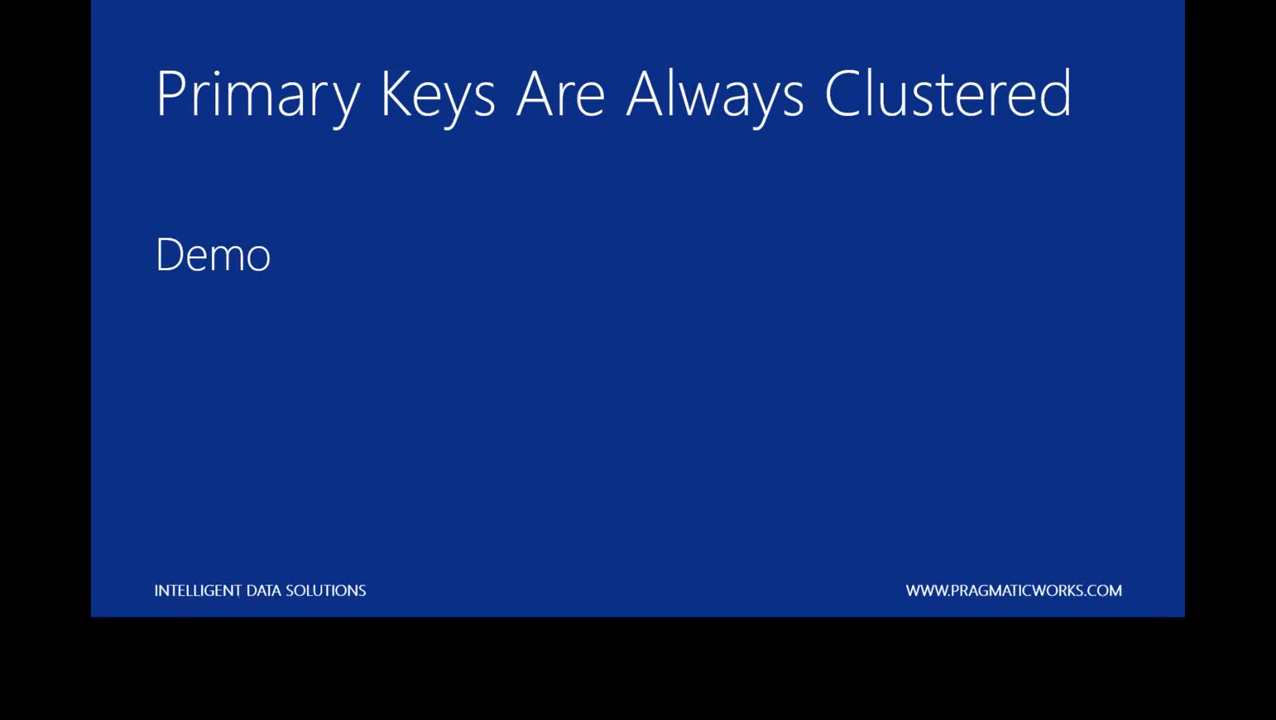 Primary Keys Are Always Clustered
Demo
INTELLIGENT DATA SOLUTIONS
WWW.PRAGMATICWORKS.COM